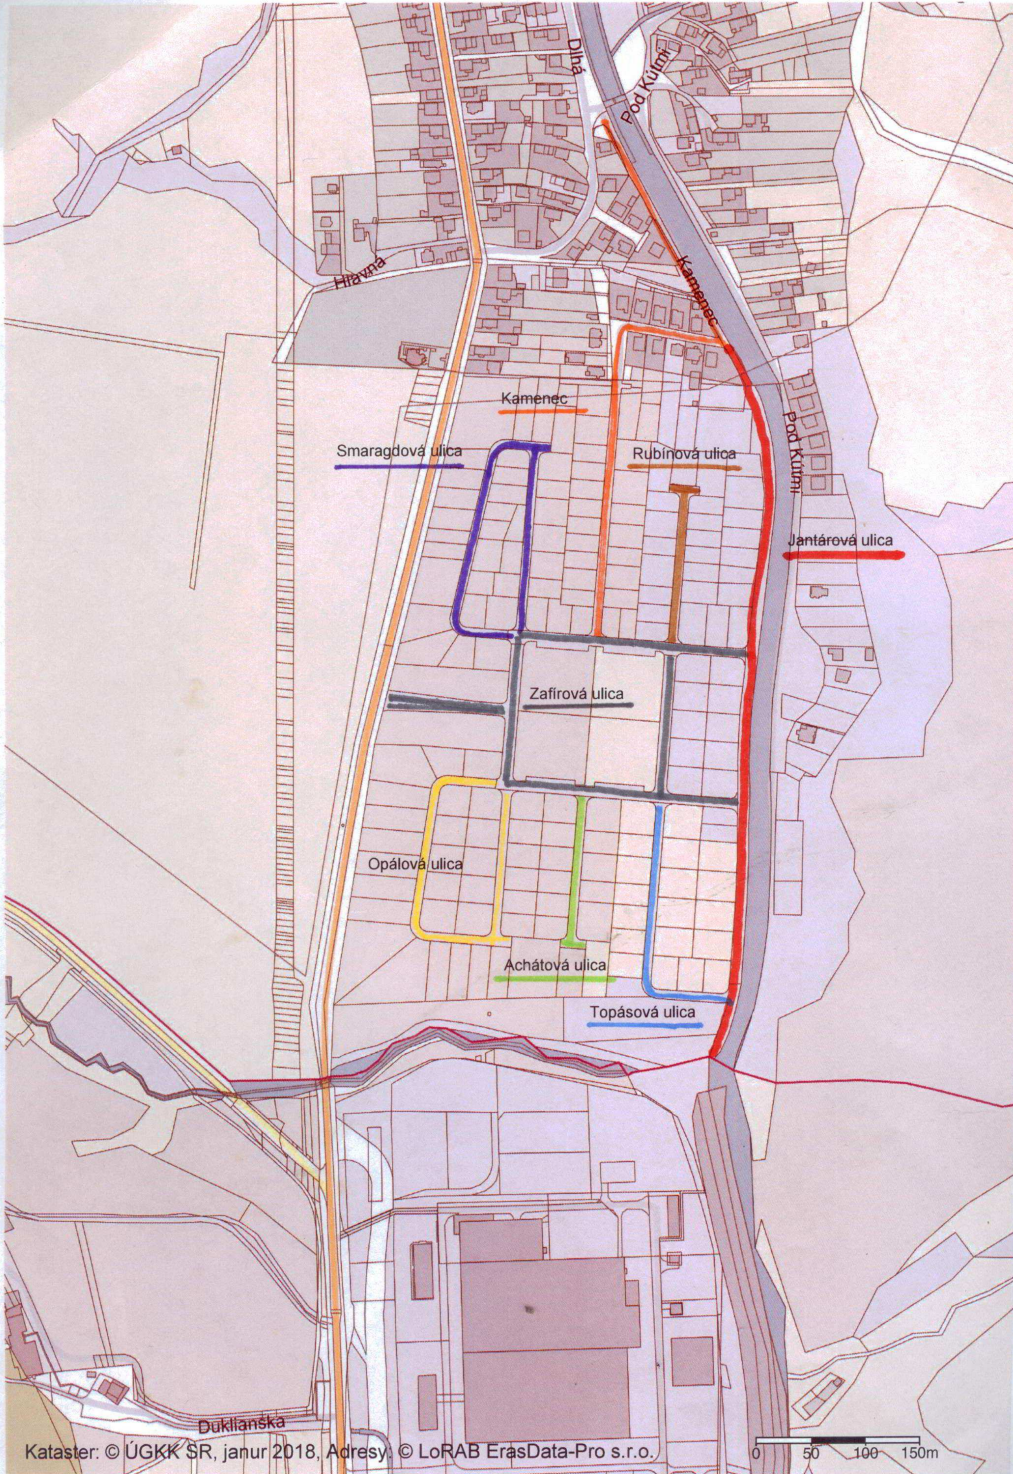 Dlhá
Pod Kútmi
Hlavná
Kamenec
Kamenec
Smaragdová ulica
Rubínová ulica
Pod Kútmi
Jantárová ulica
Zafírová ulica
Opálová ulica
Achátová ulica
Topásová ulica
Duklianska
Kataster: © ÚGKK SR, janur 2018, Adresy: © LoRAB ErasData-Pro s.r.o.
0 50 100 150m